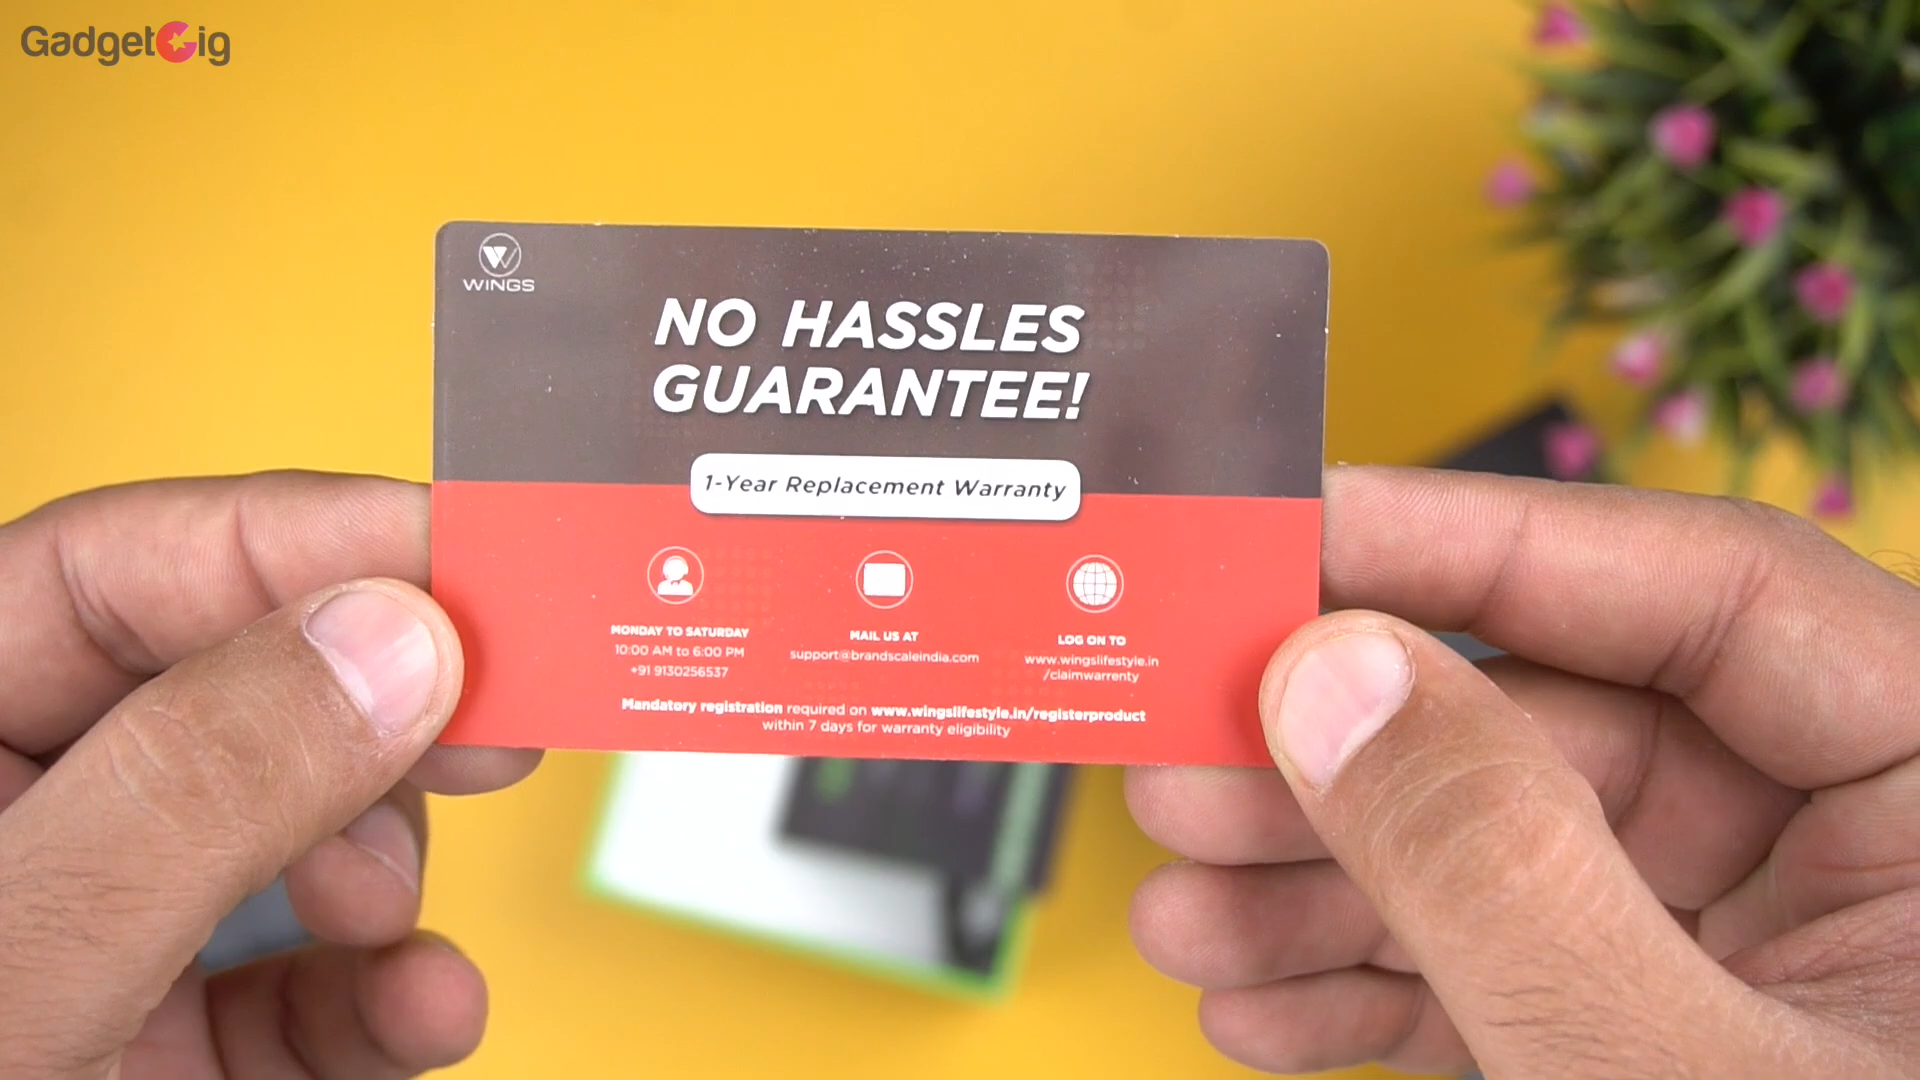 GadgetGig
WINGS
NO HASSLES
GUARANTEE!
1-Year Replacement Warranty
MONDAY TO SATURDAY
10:00 AM to 6:00 PM
+91 9130256537
MAIL US AT
support@brandscaleindia.com
LOG ON TO
www.wingslifestyle.in
/claimwarrenty
Mandatory registration required on www.wingslifestyle.in/registerproduct
within 7 days for warranty eligibility